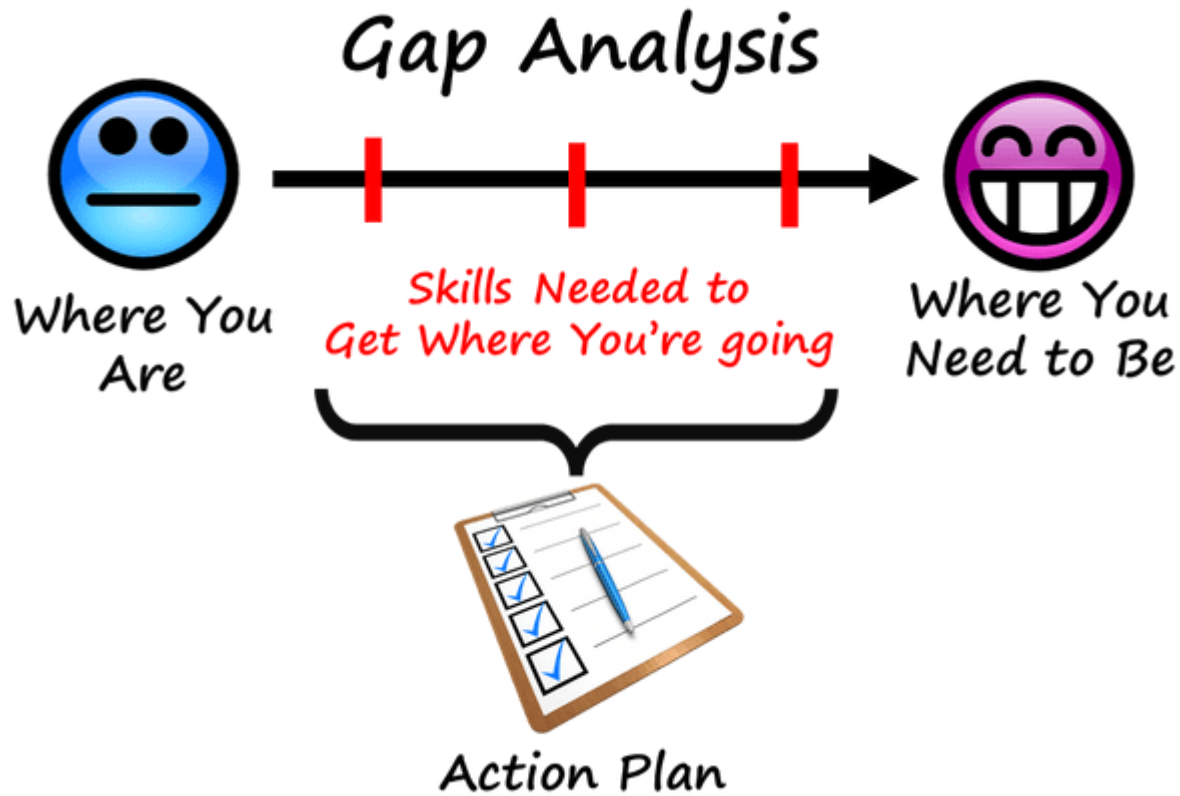 Gap Analysis
Where You
Are
Skills Needed to
Get Where You're going
Where You
Need to Be
Action Plan